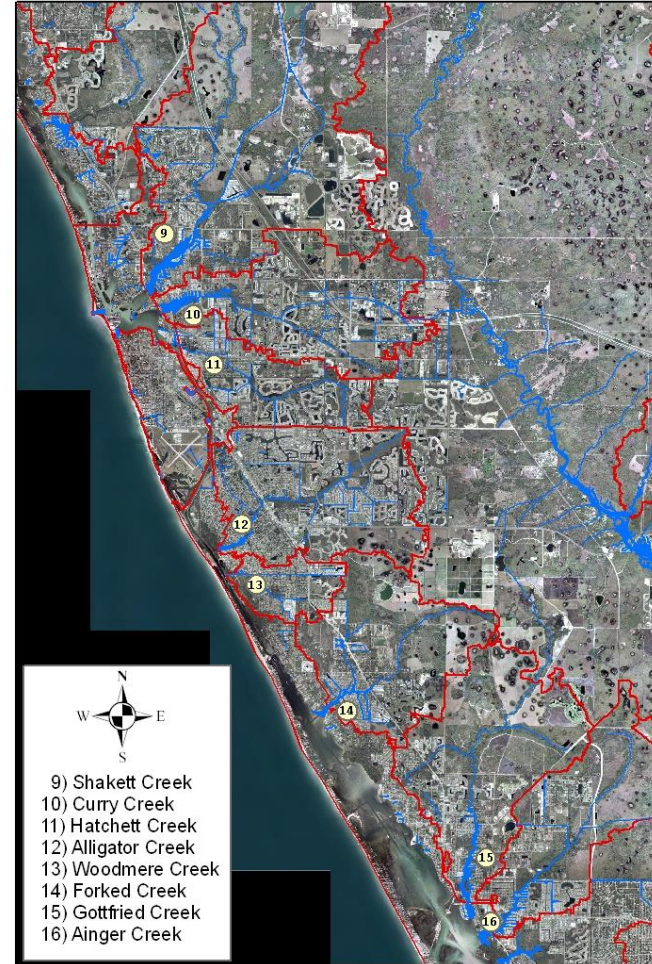 9
10
11
12
13
14
15
16
N
W E
S
9) Shakett Creek
10) Curry Creek
11) Hatchett Creek
12) Alligator Creek
13) Woodmere Creek
14) Forked Creek
15) Gottfried Creek
16) Ainger Creek